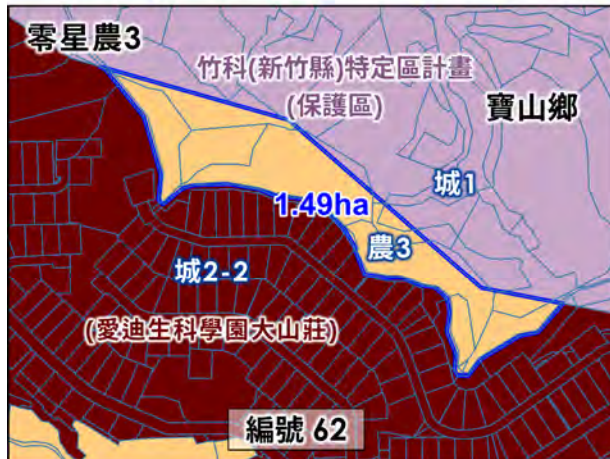 零星農3
竹科(新竹縣)特定區計畫
(保護區)
寶山鄉
城1
1.49ha
農3
城2-2
(愛迪生科學園大山莊)
編號 62